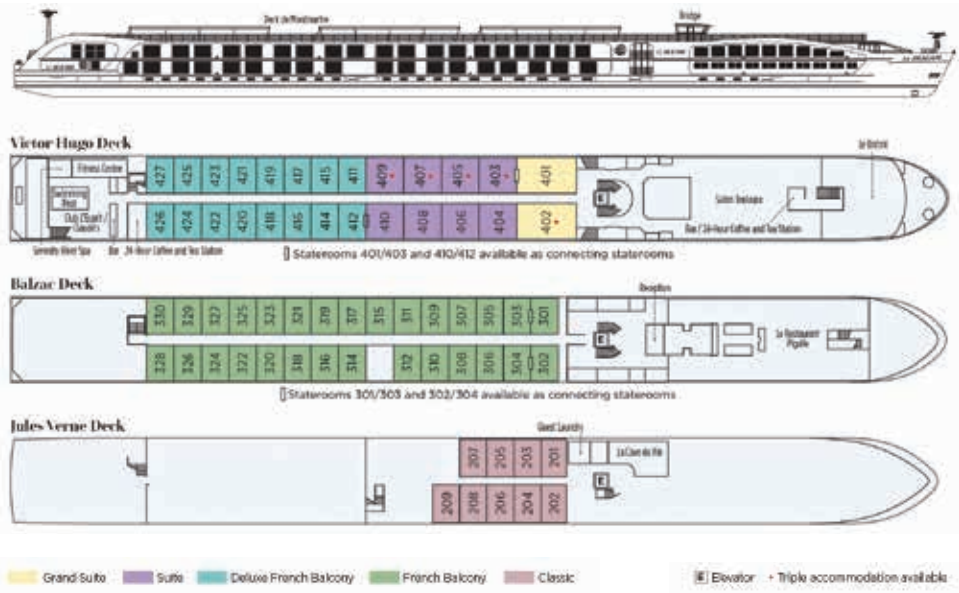 Deck de Montmartre
Bridge
Victor Hugo Deck
Le Bistrot
Fitness Centre
427 425 423 421 419 417 415 411 409 407 405 403 401
Swimming Pool
Club L'Esprit / Claude's
Salon Toulouse
E
426 424 422 420 418 416 414 412 410 408 406 404 402
Bar / 24-Hour Coffee and Tea Station
Serenity River Spa Bar 24-Hour Coffee and Tea Station
Staterooms 401/403 and 410/412 available as connecting staterooms
Balzac Deck
Reception
330 329 327 325 323 321 319 317 315 311 309 307 305 303 301
E
Le Restaurant Pigalle
328 326 324 322 320 318 316 314 312 310 308 306 304 302
Staterooms 301/303 and 302/304 available as connecting staterooms
Jules Verne Deck
Guest Laundry
207 205 203 201
La Cave du Vin
E
209 208 206 204 202
Grand Suite Suite Deluxe French Balcony French Balcony Classic E Elevator • Triple accommodation available